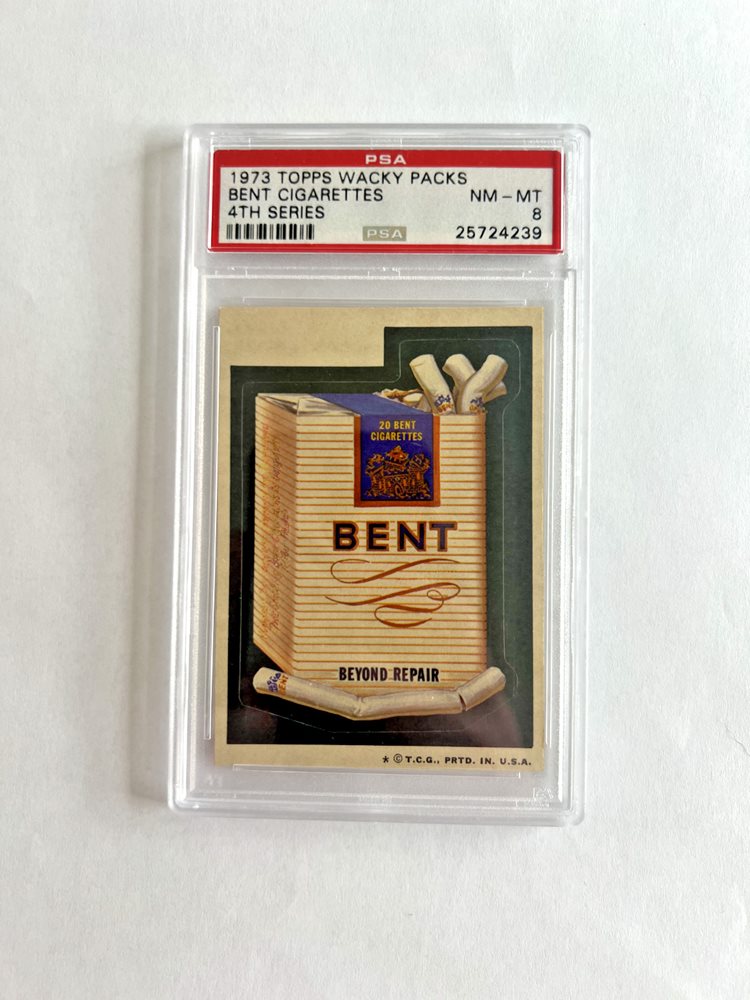 PSA
1973 TOPPS WACKY PACKS
BENT CIGARETTES NM - MT
4TH SERIES 8
PSA 25724239
20 BENT
CIGARETTES
BENT
BEYOND REPAIR
BENT
* © T.C.G., PRTD. IN. U.S.A.